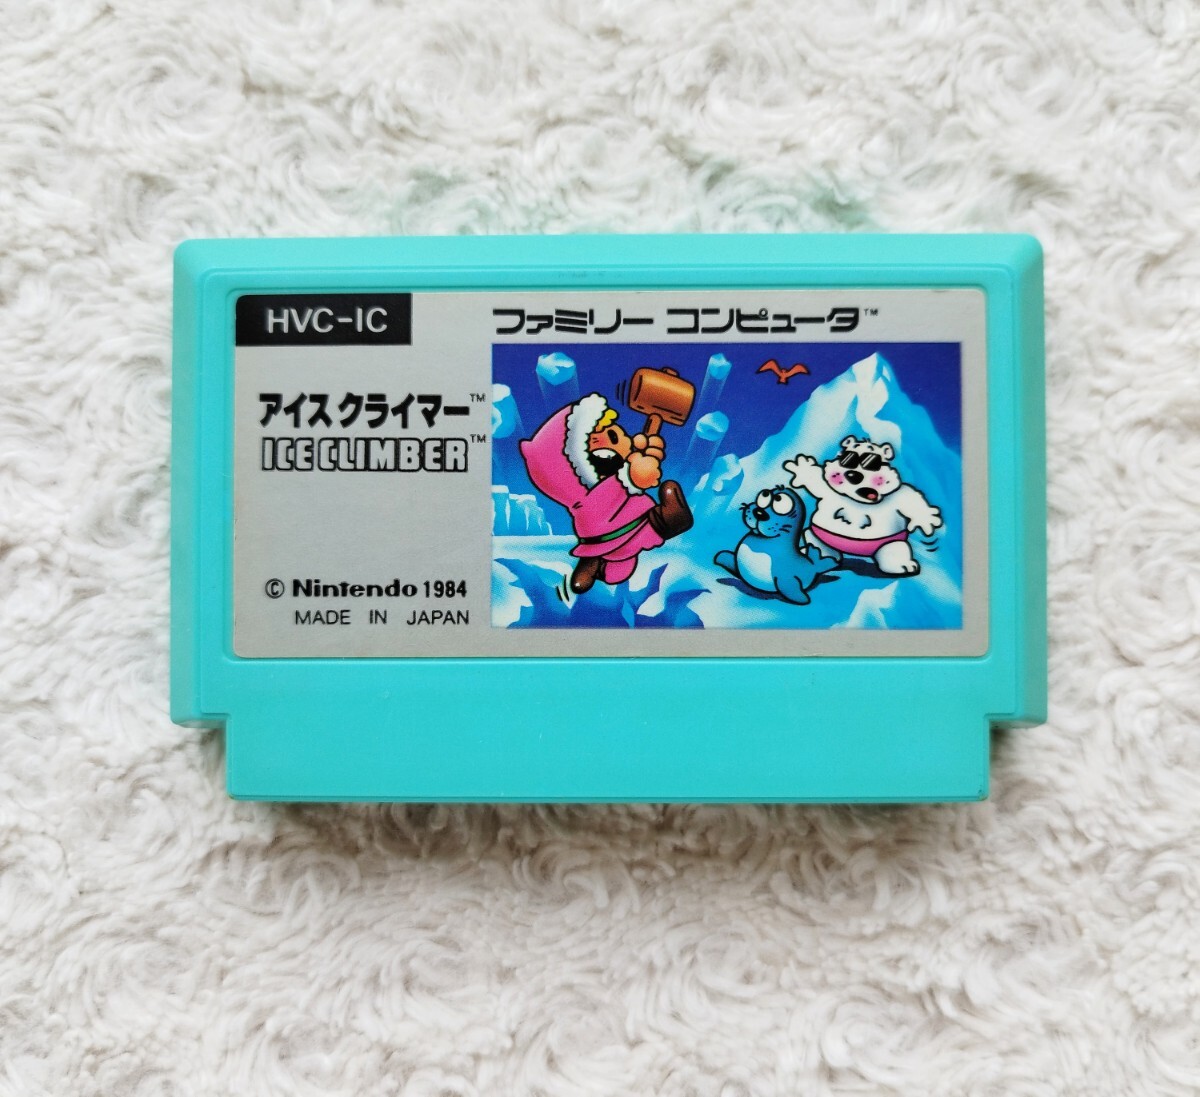 HVC-IC
ファミリー コンピュータ™
アイスクライマー™
ICE CLIMBER™
© Nintendo 1984
MADE IN JAPAN